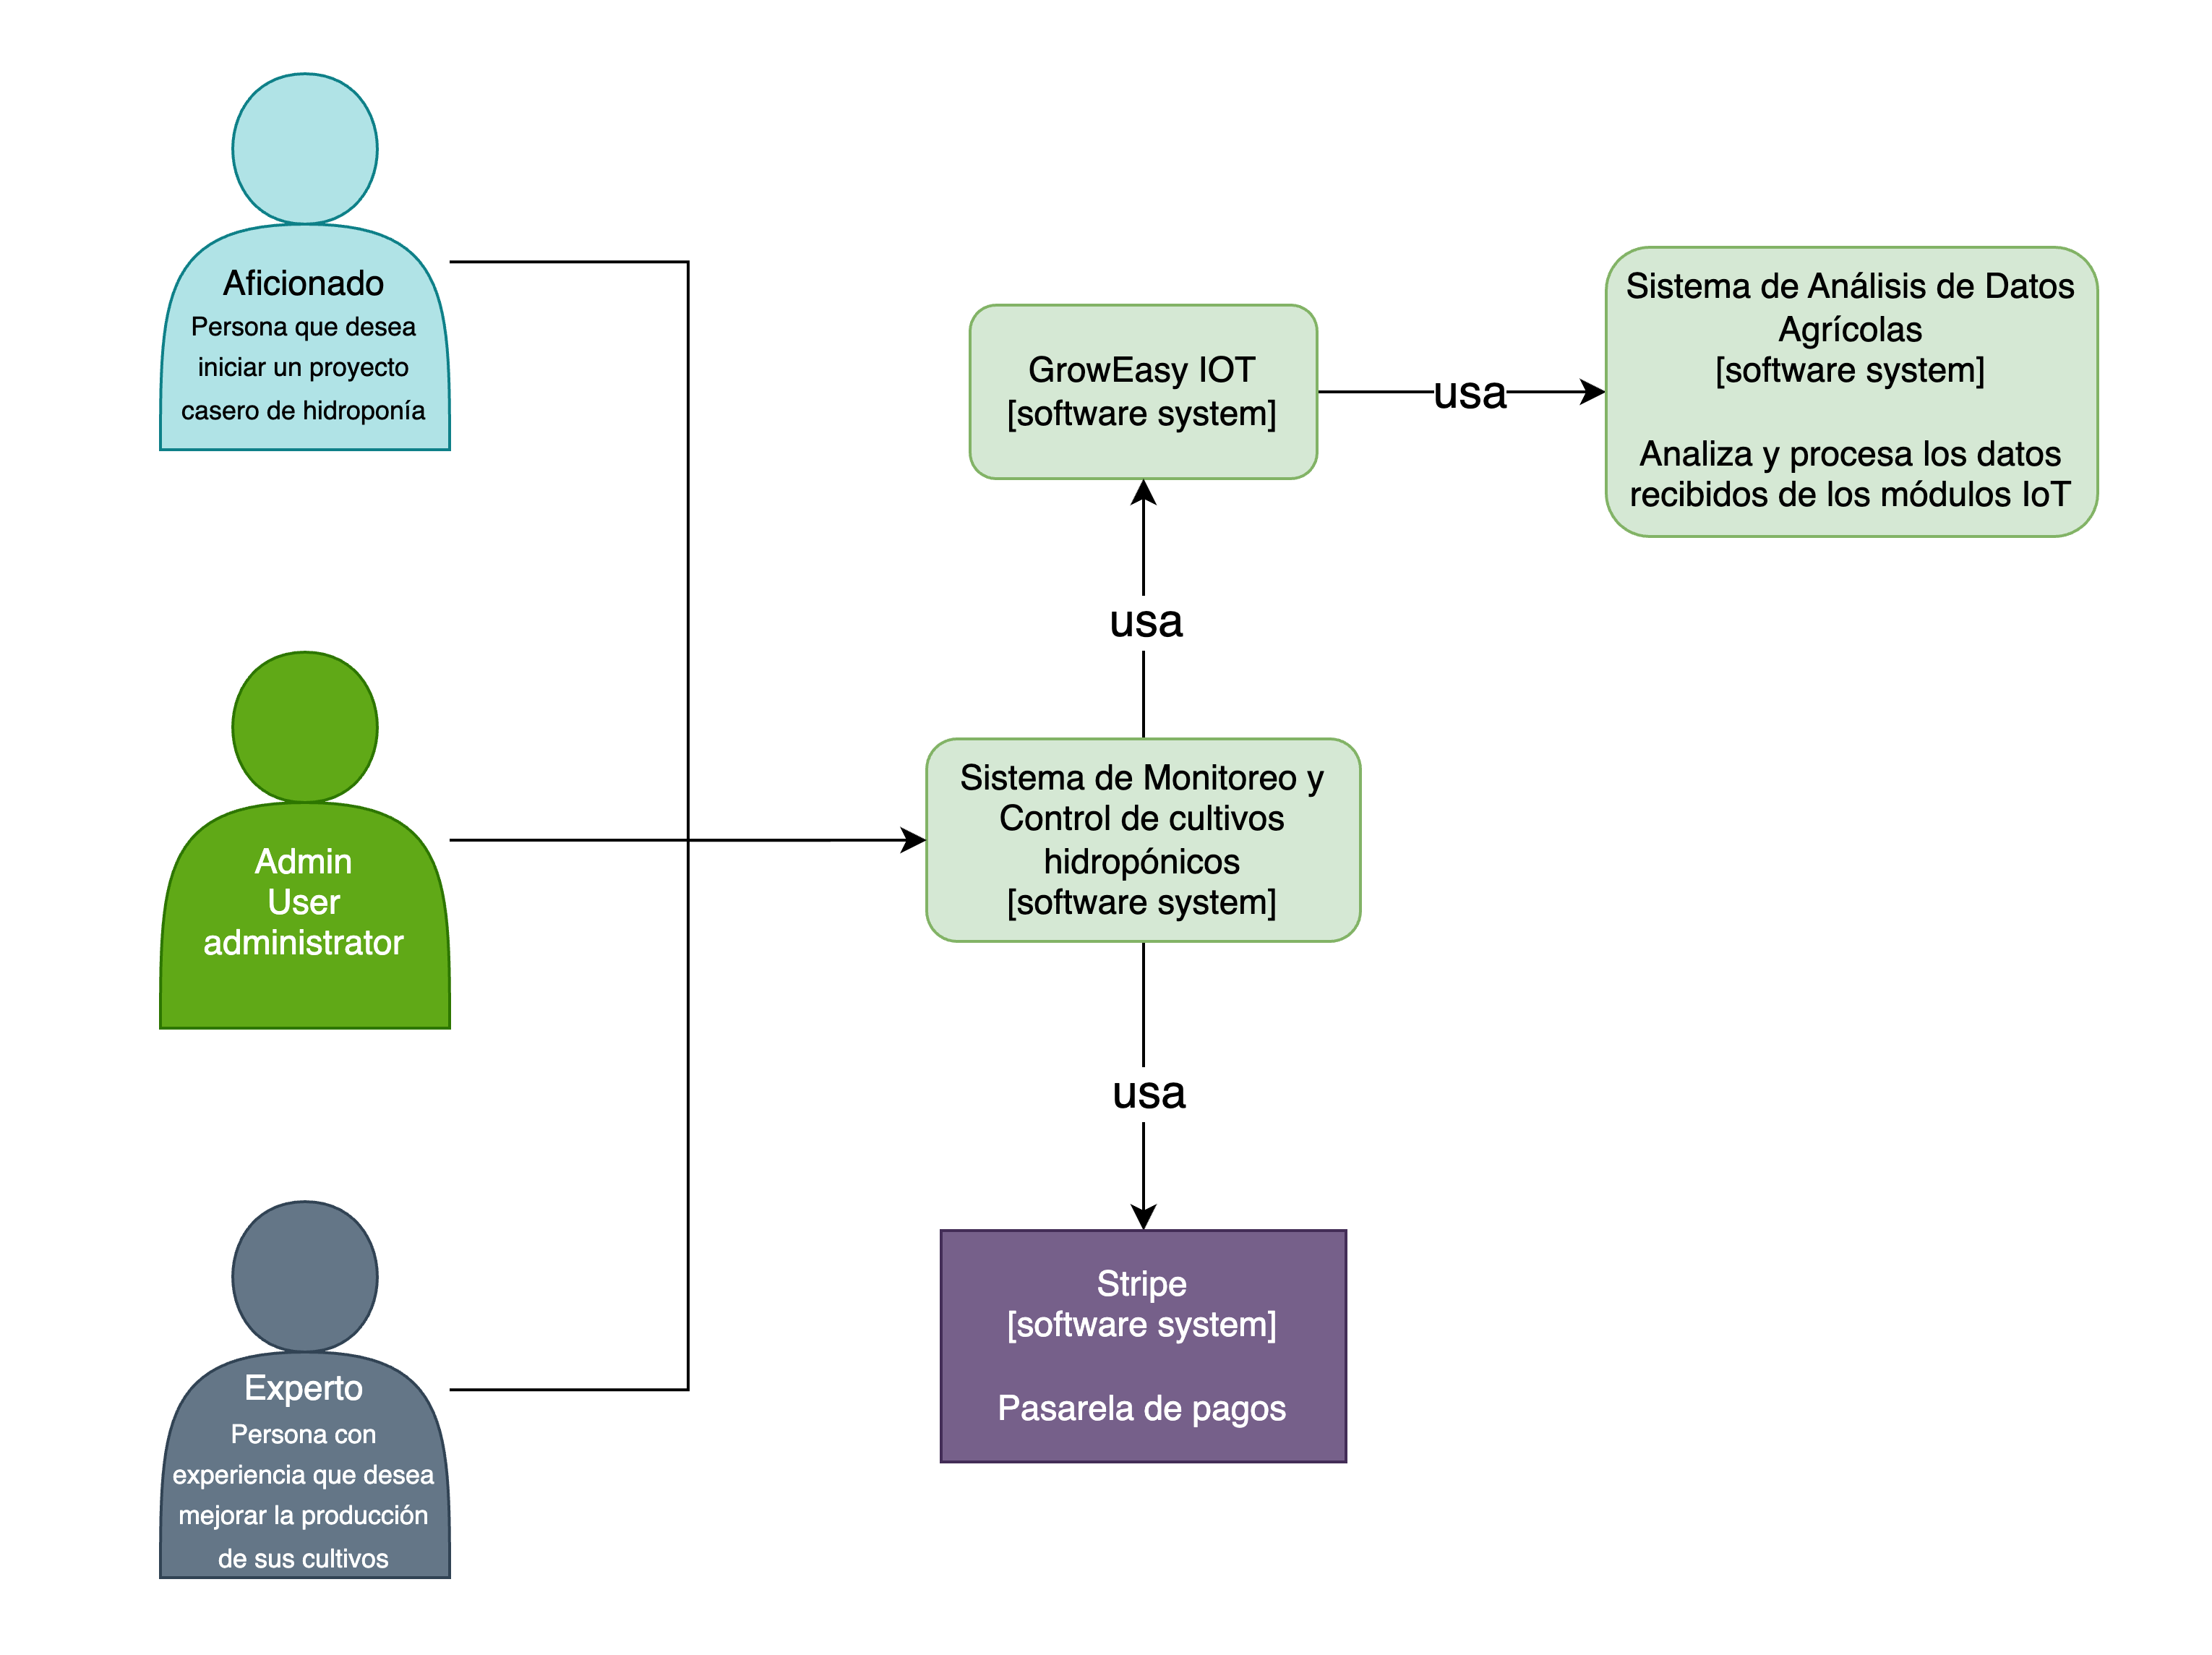 Aficionado
Persona que desea
iniciar un proyecto
casero de hidroponía
Admin
User
administrator
Experto
Persona con
experiencia que desea
mejorar la producción
de sus cultivos
GrowEasy IOT
[software system]
usa
Sistema de Análisis de Datos
Agrícolas
[software system]
Analiza y procesa los datos
recibidos de los módulos IoT
usa
Sistema de Monitoreo y
Control de cultivos
hidropónicos
[software system]
usa
Stripe
[software system]
Pasarela de pagos